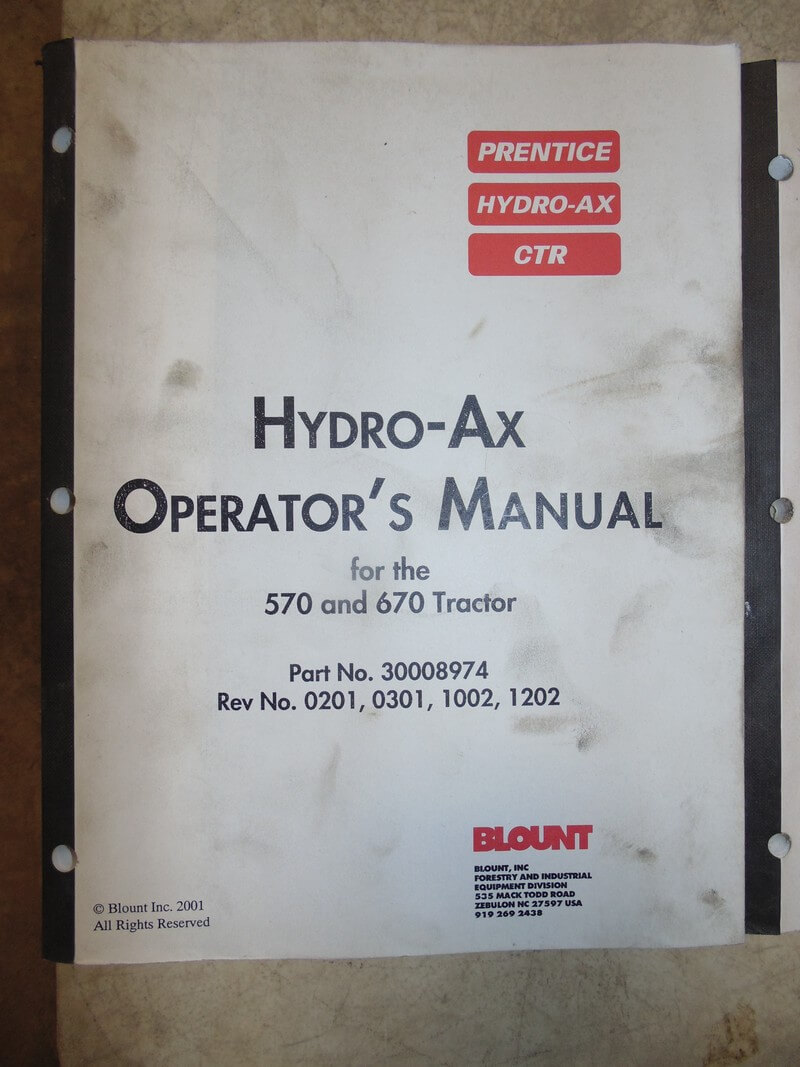 PRENTICE
HYDRO-AX
CTR
HYDRO-AX
OPERATOR'S MANUAL
for the
570 and 670 Tractor
Part No. 30008974
Rev No. 0201, 0301, 1002, 1202
BLOUNT
BLOUNT, INC
FORESTRY AND INDUSTRIAL
EQUIPMENT DIVISION
535 MACK TODD ROAD
ZEBULON NC 27597 USA
919 269 2438
© Blount Inc. 2001
All Rights Reserved